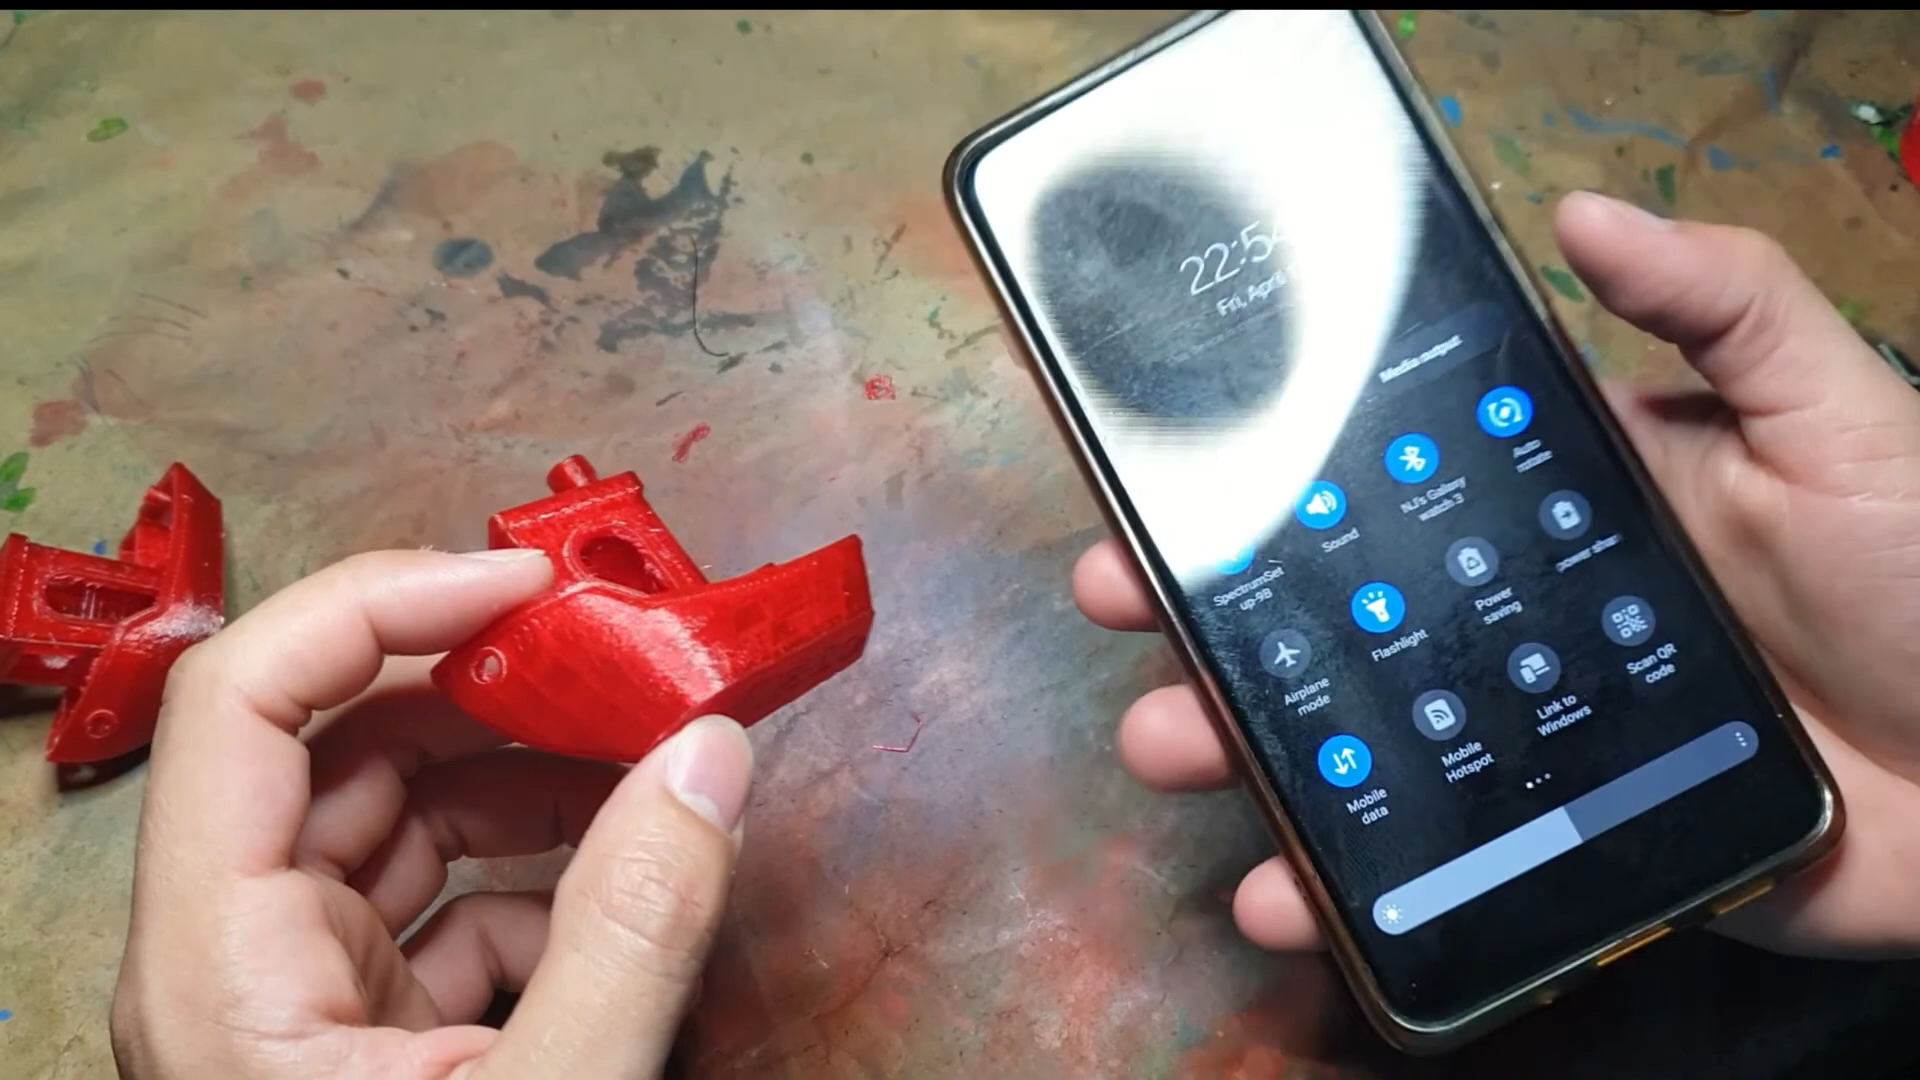 22:54
Fri, April
Media output
SpectrumSet
up-9B
Sound
NJ's Galaxy
watch 3
Auto
rotate
Airplane
mode
Flashlight
Power
saving
power shar
Mobile
data
Mobile
Hotspot
Link to
Windows
Scan QR
code